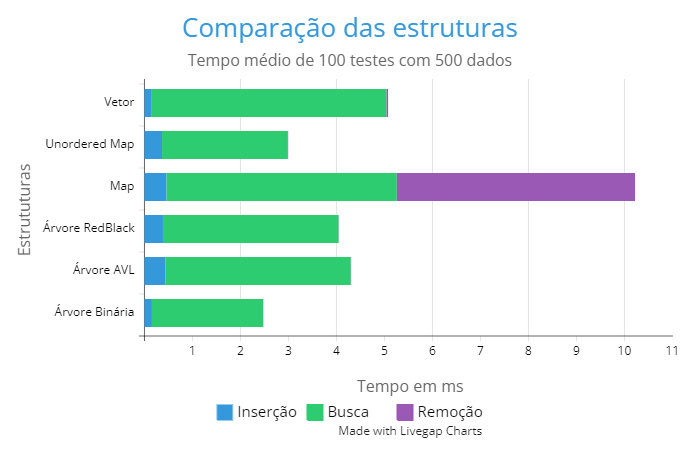 Comparação das estruturas
Tempo médio de 100 testes com 500 dados
Estrututuras
Vetor
Unordered Map
Map
Árvore RedBlack
Árvore AVL
Árvore Binária
1 2 3 4 5 6 7 8 9 10 11
Tempo em ms
Inserção Busca Remoção
Made with Livegap Charts